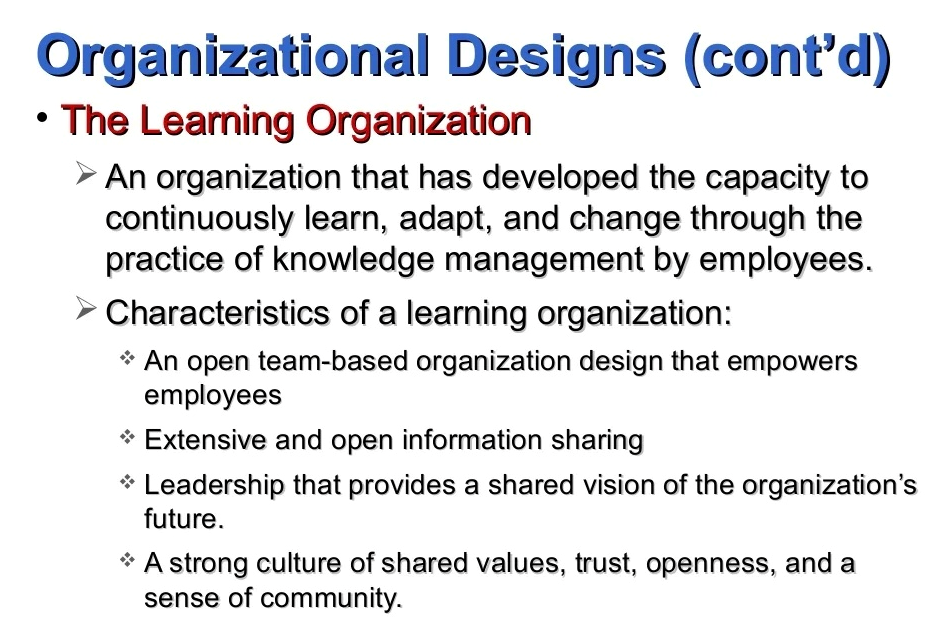 Organizational Designs (cont’d)
• The Learning Organization
➢ An organization that has developed the capacity to
continuously learn, adapt, and change through the
practice of knowledge management by employees.
➢ Characteristics of a learning organization:
❖ An open team-based organization design that empowers
employees
❖ Extensive and open information sharing
❖ Leadership that provides a shared vision of the organization’s
future.
❖ A strong culture of shared values, trust, openness, and a
sense of community.